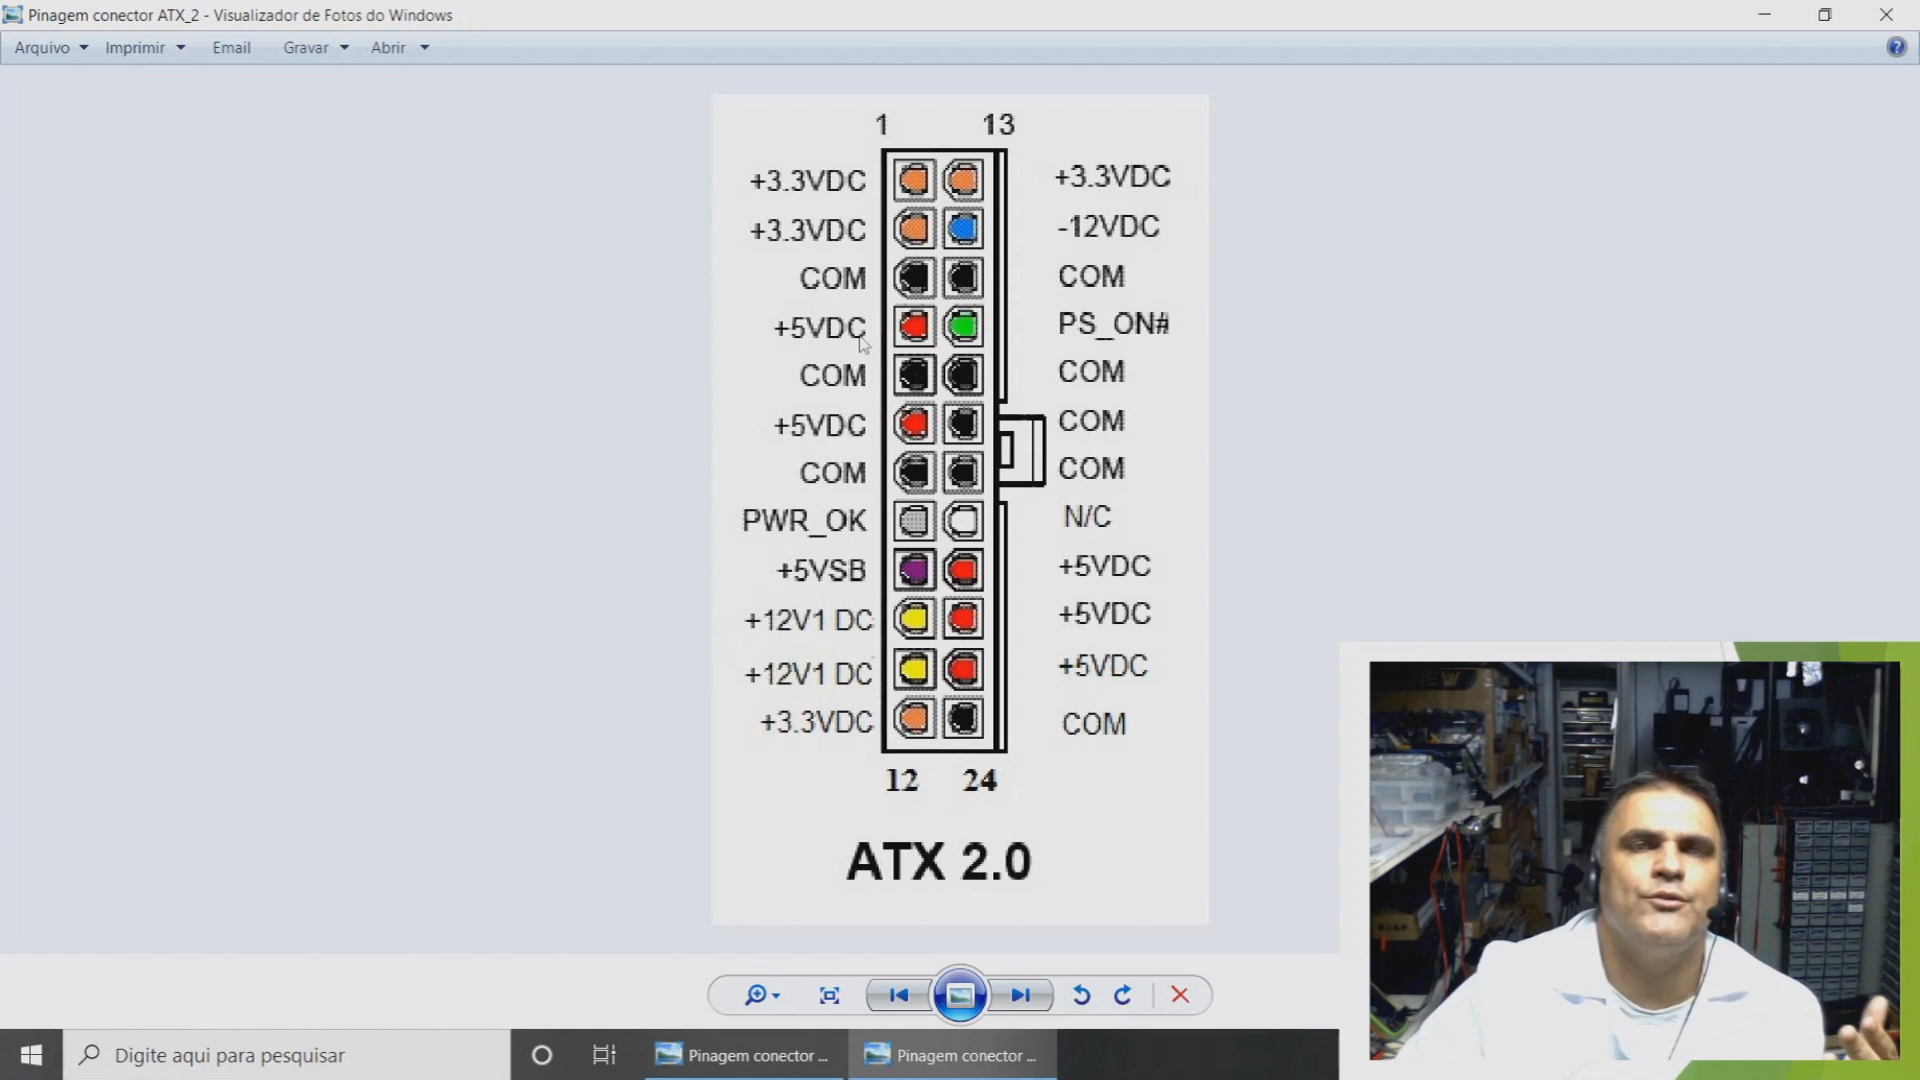 Pinagem conector ATX_2 - Visualizador de Fotos do Windows
Arquivo Imprimir Email Gravar Abrir
1 13
+3.3VDC +3.3VDC
+3.3VDC -12VDC
COM COM
+5VDC PS_ON#
COM COM
+5VDC COM
COM COM
PWR_OK N/C
+5VSB +5VDC
+12V1 DC +5VDC
+12V1 DC +5VDC
+3.3VDC COM
12 24
ATX 2.0
Digite aqui para pesquisar
Pinagem conector ...
Pinagem conector ...